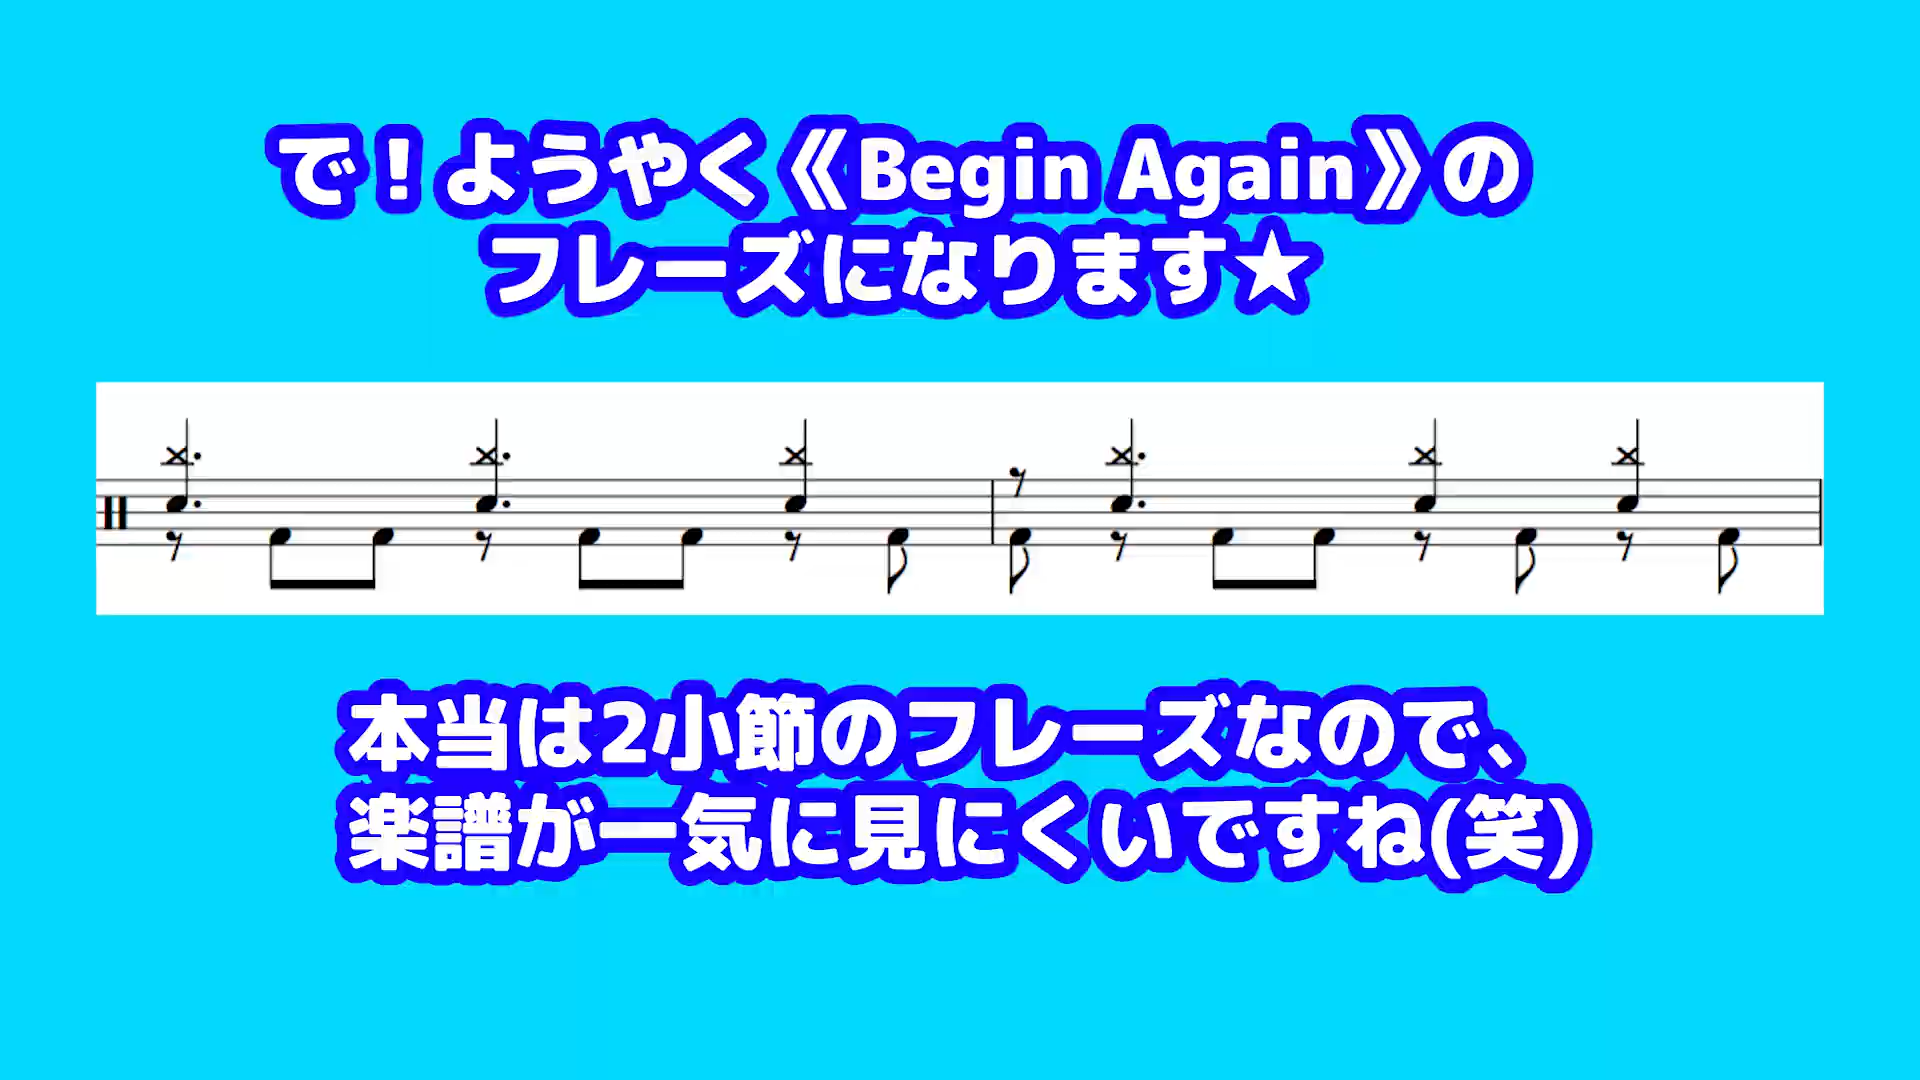 で！ようやく《Begin Again》の
フレーズになります★
本当は2小節のフレーズなので、
楽譜が一気に見にくいですね(笑)